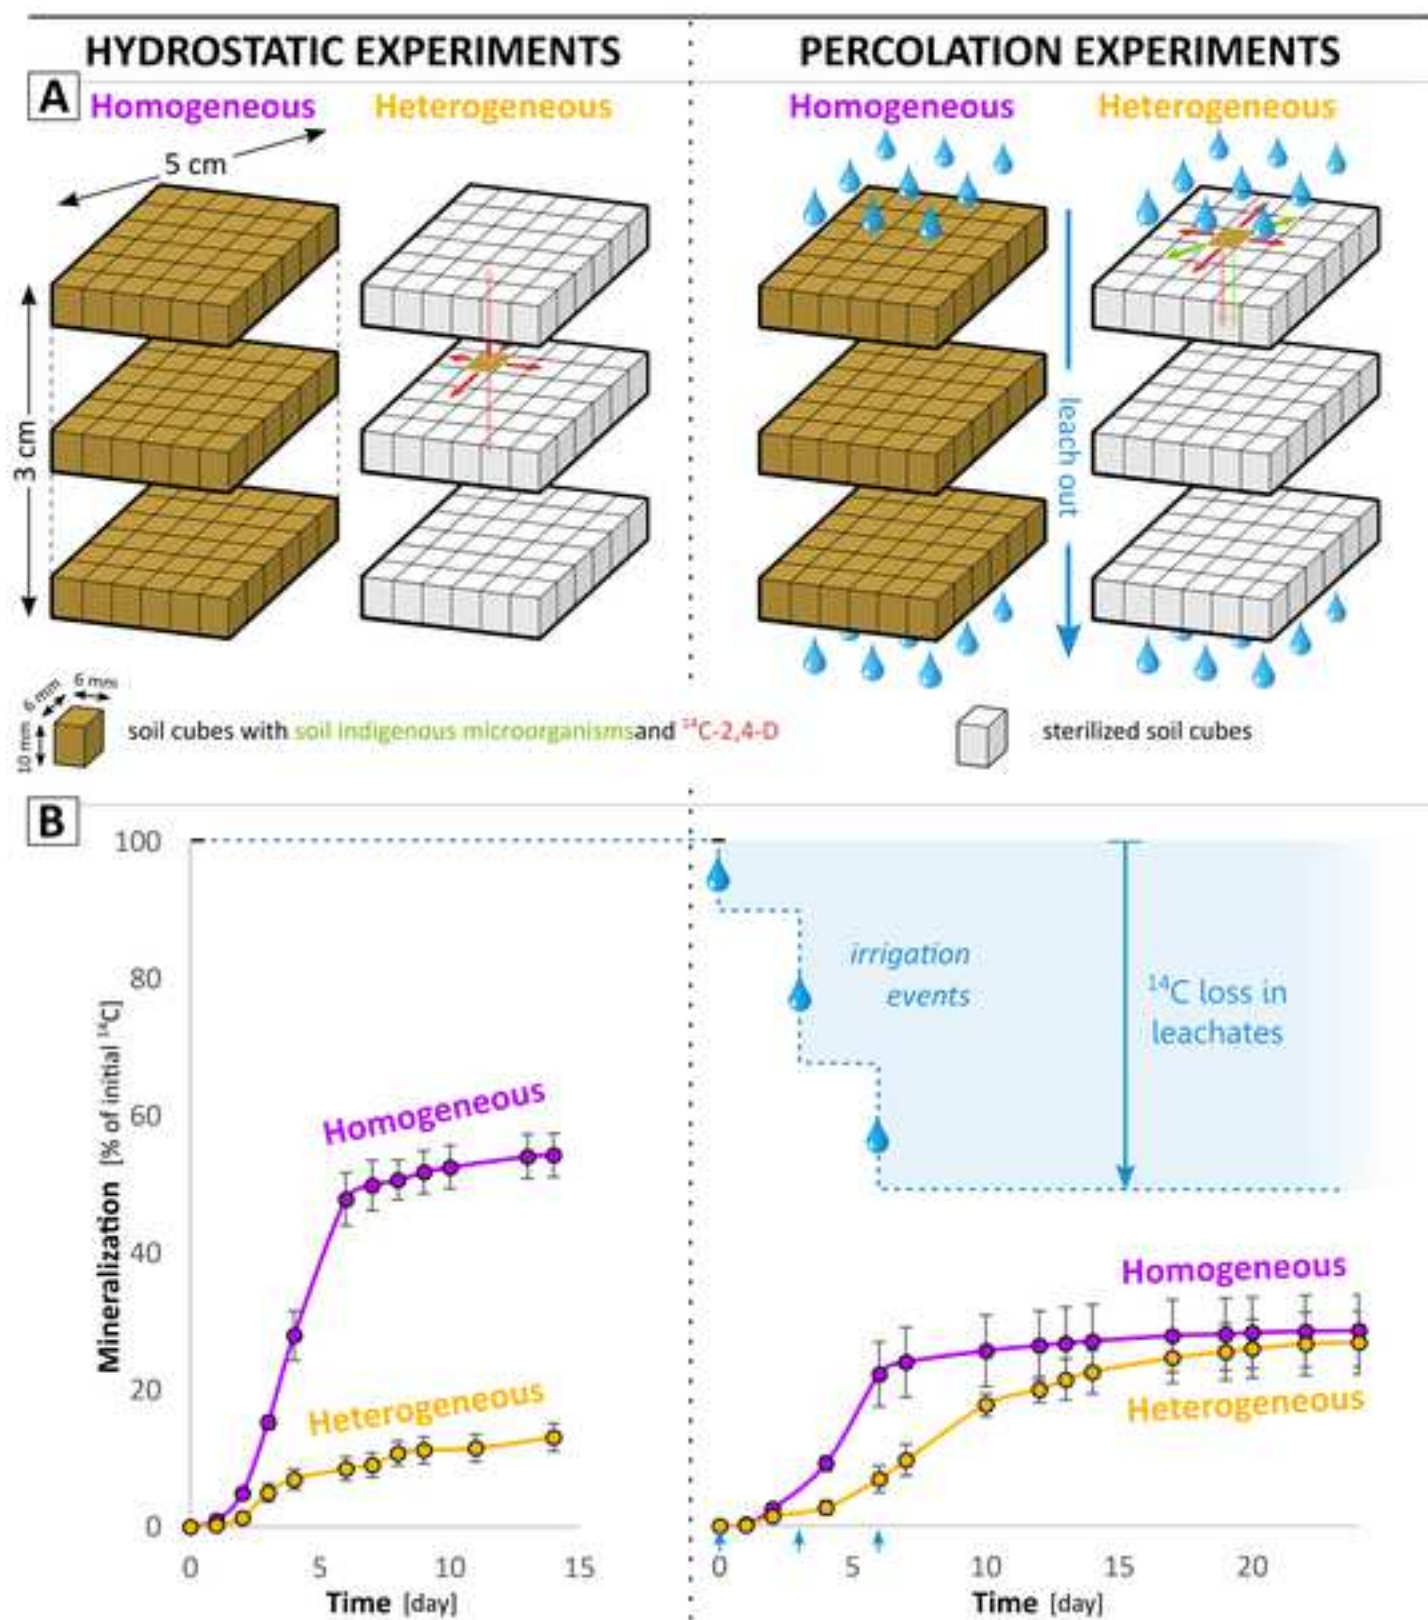 HYDROSTATIC EXPERIMENTS
PERCOLATION EXPERIMENTS
A
Homogeneous
Heterogeneous
Homogeneous
Heterogeneous
5 cm
3 cm
leach out
6 mm
6 mm
10 mm
soil cubes with soil indigenous microorganisms and ¹⁴C-2,4-D
sterilized soil cubes
B
Mineralization [% of initial ¹⁴C]
100
80
60
40
20
0
irrigation
events
¹⁴C loss in
leachates
Homogeneous
Heterogeneous
Homogeneous
Heterogeneous
0 5 10 15
0 5 10 15 20
Time [day]
Time [day]